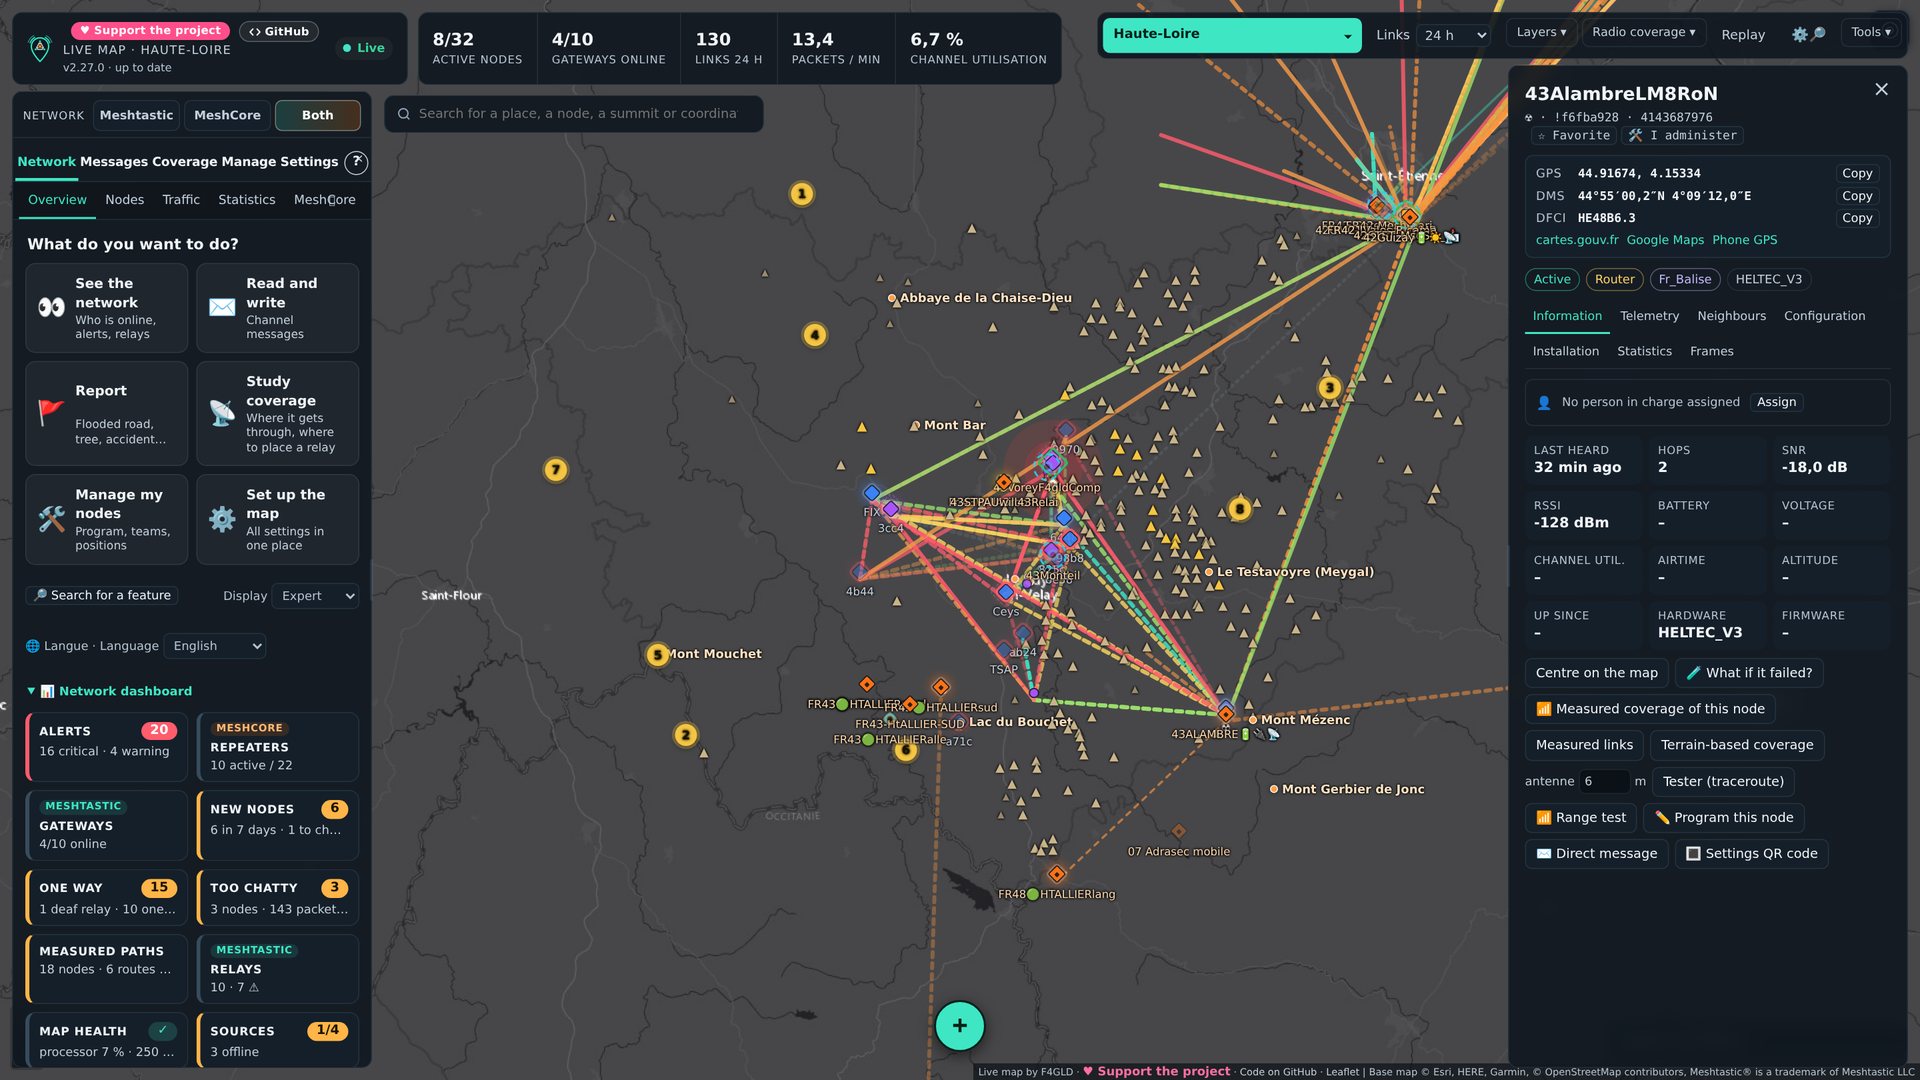 ♥ Support the project
<> GitHub
LIVE MAP · HAUTE-LOIRE
v2.27.0 · up to date
Live
8/32
ACTIVE NODES
4/10
GATEWAYS ONLINE
130
LINKS 24 H
13,4
PACKETS / MIN
6,7 %
CHANNEL UTILISATION
Haute-Loire
Links
24 h
Layers ▾
Radio coverage ▾
Replay
Tools ▾
NETWORK
Meshtastic
MeshCore
Both
Search for a place, a node, a summit or coordina
Network Messages Coverage Manage Settings ?
Overview Nodes Traffic Statistics MeshCore
What do you want to do?
See the network
Who is online, alerts, relays
Read and write
Channel messages
Report
Flooded road, tree, accident...
Study coverage
Where it gets through, where to place a relay
Manage my nodes
Program, teams, positions
Set up the map
All settings in one place
Search for a feature
Display
Expert
Langue · Language
English
▼ Network dashboard
ALERTS
20
16 critical · 4 warning
MESHCORE
REPEATERS
10 active / 22
MESHTASTIC
GATEWAYS
4/10 online
NEW NODES
6
6 in 7 days · 1 to ch...
ONE WAY
15
1 deaf relay · 10 one...
TOO CHATTY
3
3 nodes · 143 packet...
MEASURED PATHS
18 nodes · 6 routes ...
MESHTASTIC
RELAYS
10 · 7 ⚠
MAP HEALTH
✓
processor 7 % · 250 ...
SOURCES
1/4
3 offline
1
4
7
5
2
6
3
8
Saint-Étienne
42Guizay
Abbaye de la Chaise-Dieu
Mont Bar
FIX
3cc4
4b44
Ceys
43Monteil
ab24
TSAP
Le Testavoyre (Meygal)
Saint-Flour
Mont Mouchet
FR43-HtALLIER-SUD
Lac du Bouchet
a71c
Mont Mézenc
43ALAMBRE
Mont Gerbier de Jonc
OCCITANIE
07 Adrasec mobile
FR48 HTALLIERlang
+
43AlambreLM8RoN
· !f6fba928 · 4143687976
☆ Favorite
I administer
GPS 44.91674, 4.15334 Copy
DMS 44°55′00,2″N 4°09′12,0″E Copy
DFCI HE48B6.3 Copy
cartes.gouv.fr Google Maps Phone GPS
Active
Router
Fr_Balise
HELTEC_V3
Information Telemetry Neighbours Configuration
Installation Statistics Frames
No person in charge assigned
Assign
LAST HEARD
32 min ago
HOPS
2
SNR
-18,0 dB
RSSI
-128 dBm
BATTERY
–
VOLTAGE
–
CHANNEL UTIL.
–
AIRTIME
–
ALTITUDE
–
UP SINCE
–
HARDWARE
HELTEC_V3
FIRMWARE
–
Centre on the map
What if it failed?
Measured coverage of this node
Measured links
Terrain-based coverage
antenne 6 m
Tester (traceroute)
Range test
Program this node
Direct message
Settings QR code
Live map by F4GLD · ♥ Support the project · Code on GitHub · Leaflet | Base map © Esri, HERE, Garmin, © OpenStreetMap contributors, Meshtastic® is a trademark of Meshtastic LLC